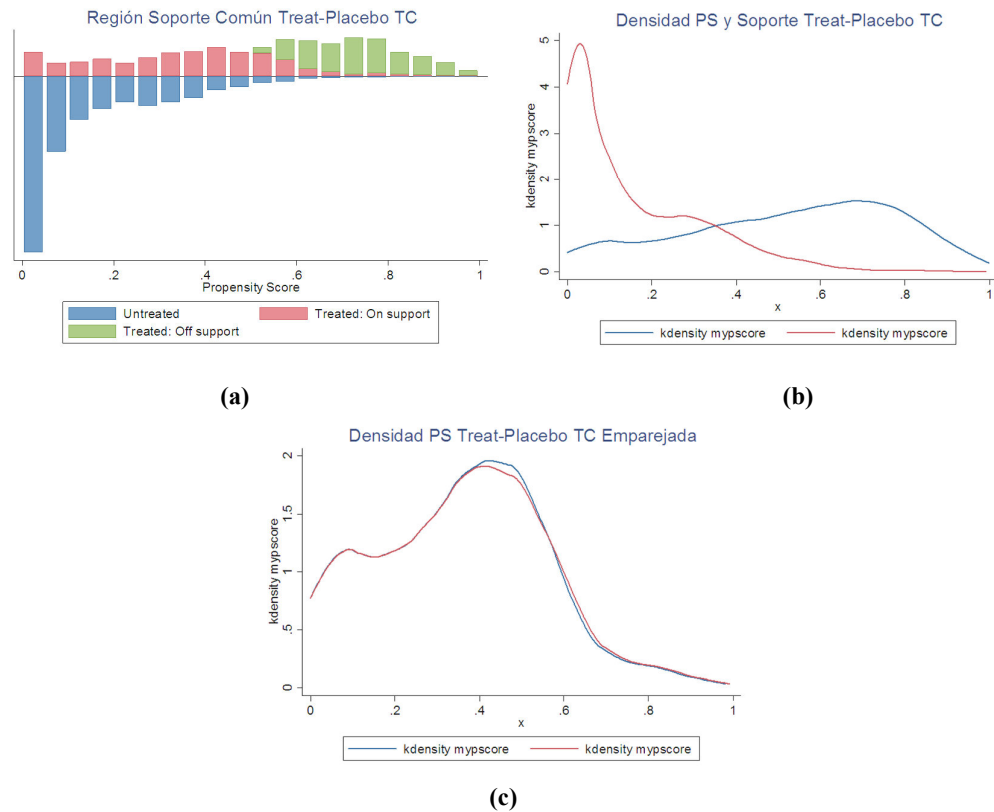 Región Soporte Común Treat-Placebo TC
0 .2 .4 .6 .8 1
Propensity Score
Untreated Treated: On support
Treated: Off support
(a)
Densidad PS y Soporte Treat-Placebo TC
kdensity mypscore
5
4
3
2
1
0
0 .2 .4 .6 .8 1
x
kdensity mypscore kdensity mypscore
(b)
Densidad PS Treat-Placebo TC Emparejada
kdensity mypscore
2
1.5
1
.5
0
0 .2 .4 .6 .8 1
x
kdensity mypscore kdensity mypscore
(c)